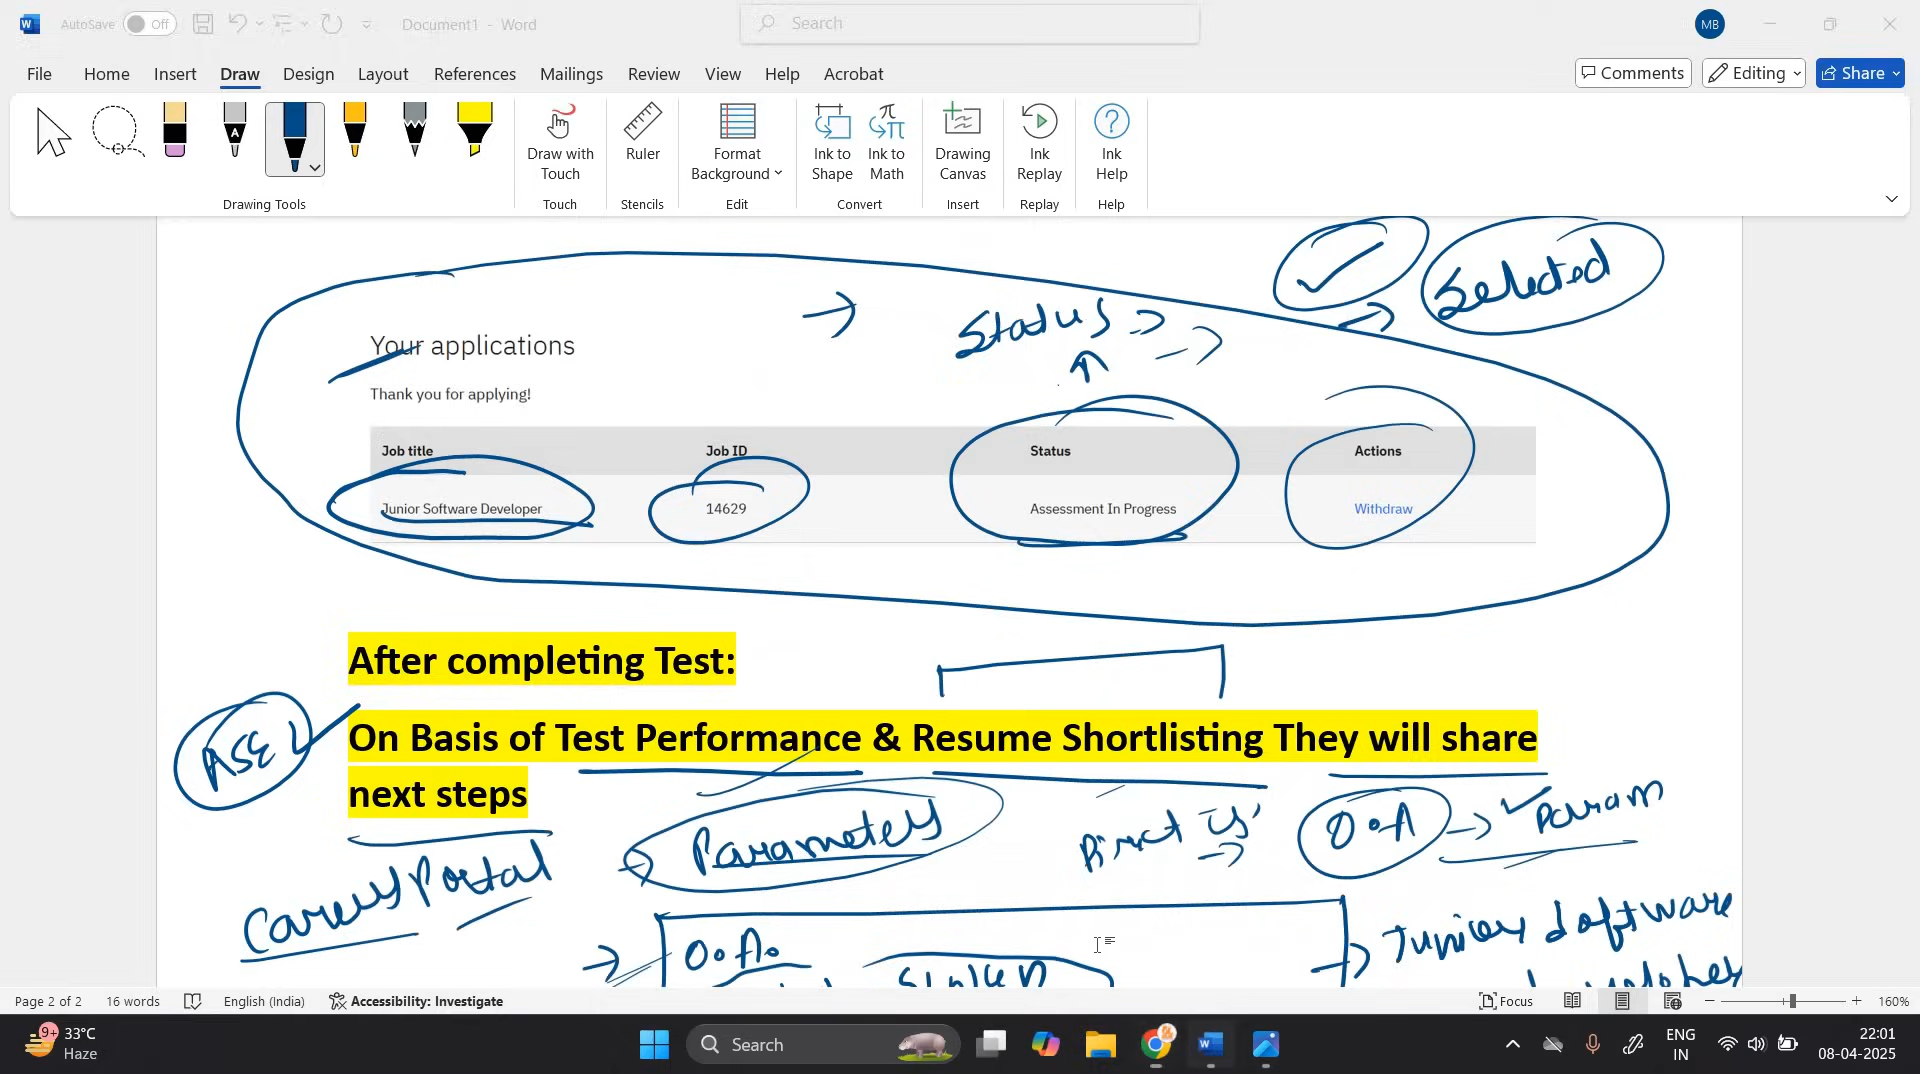 AutoSave Off Document1 - Word Search MB
File Home Insert Draw Design Layout References Mailings Review View Help Acrobat Comments Editing Share
Draw with Touch Ruler Format Background Ink to Shape Ink to Math Drawing Canvas Ink Replay Ink Help
Drawing Tools Touch Stencils Edit Convert Insert Replay Help
Selected
Status
Your applications
Thank you for applying!
Job title Job ID Status Actions
Junior Software Developer 14629 Assessment In Progress Withdraw
After completing Test:
ASE
On Basis of Test Performance & Resume Shortlisting They will share
next steps
Parameters O.A Param
Portal
O.A.
Software
Page 2 of 2 16 words English (India) Accessibility: Investigate Focus 160%
9+ 33°C Haze Search ENG IN 22:01 08-04-2025